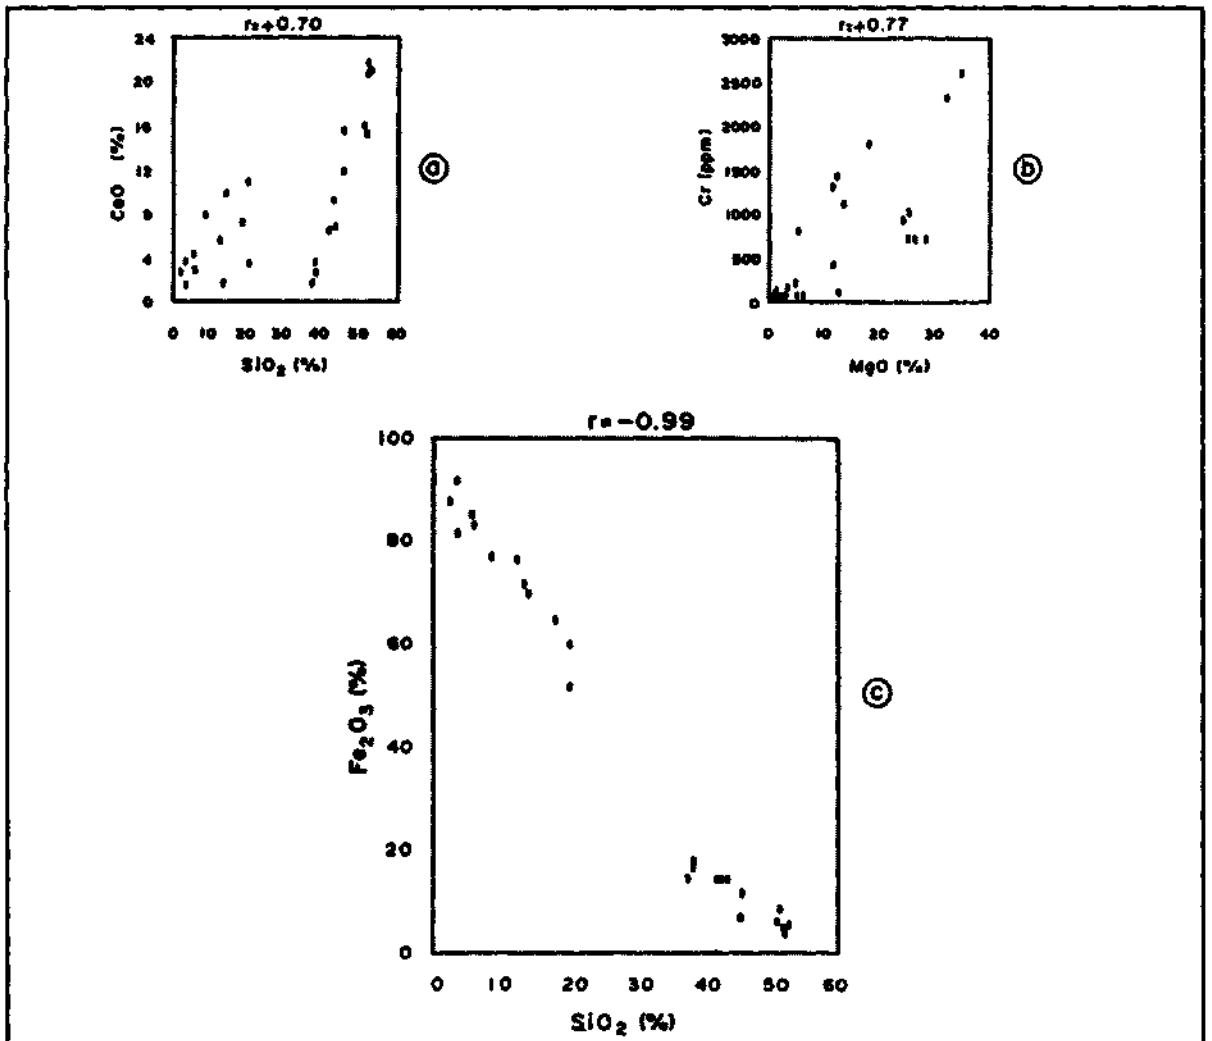 r=+0.70
24
20
16
12
8
4
0
CaO (%)
0 10 20 30 40 50 60
SiO2 (%)
a
r=+0.77
3000
2500
2000
1500
1000
500
0
Cr (ppm)
0 10 20 30 40
MgO (%)
b
r=-0.99
100
80
60
40
20
0
Fe2O3 (%)
0 10 20 30 40 50 60
SiO2 (%)
c